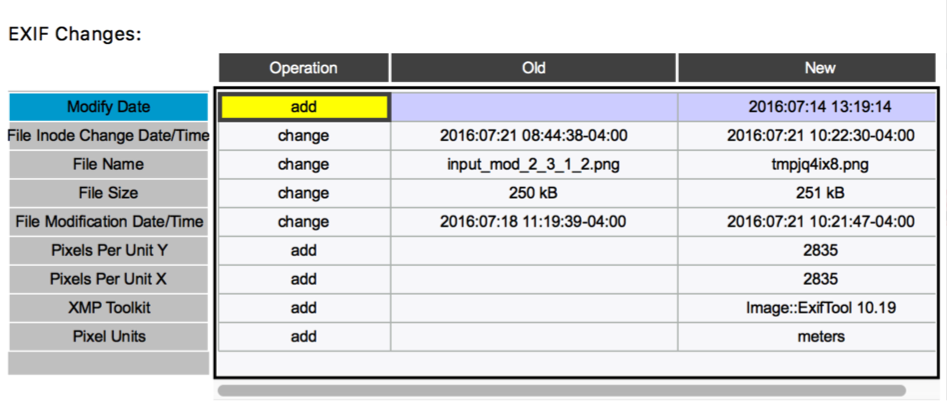 EXIF Changes:
Operation Old New
Modify Date add 2016:07:14 13:19:14
File Inode Change Date/Time change 2016:07:21 08:44:38-04:00 2016:07:21 10:22:30-04:00
File Name change input_mod_2_3_1_2.png tmpjq4ix8.png
File Size change 250 kB 251 kB
File Modification Date/Time change 2016:07:18 11:19:39-04:00 2016:07:21 10:21:47-04:00
Pixels Per Unit Y add 2835
Pixels Per Unit X add 2835
XMP Toolkit add Image::ExifTool 10.19
Pixel Units add meters